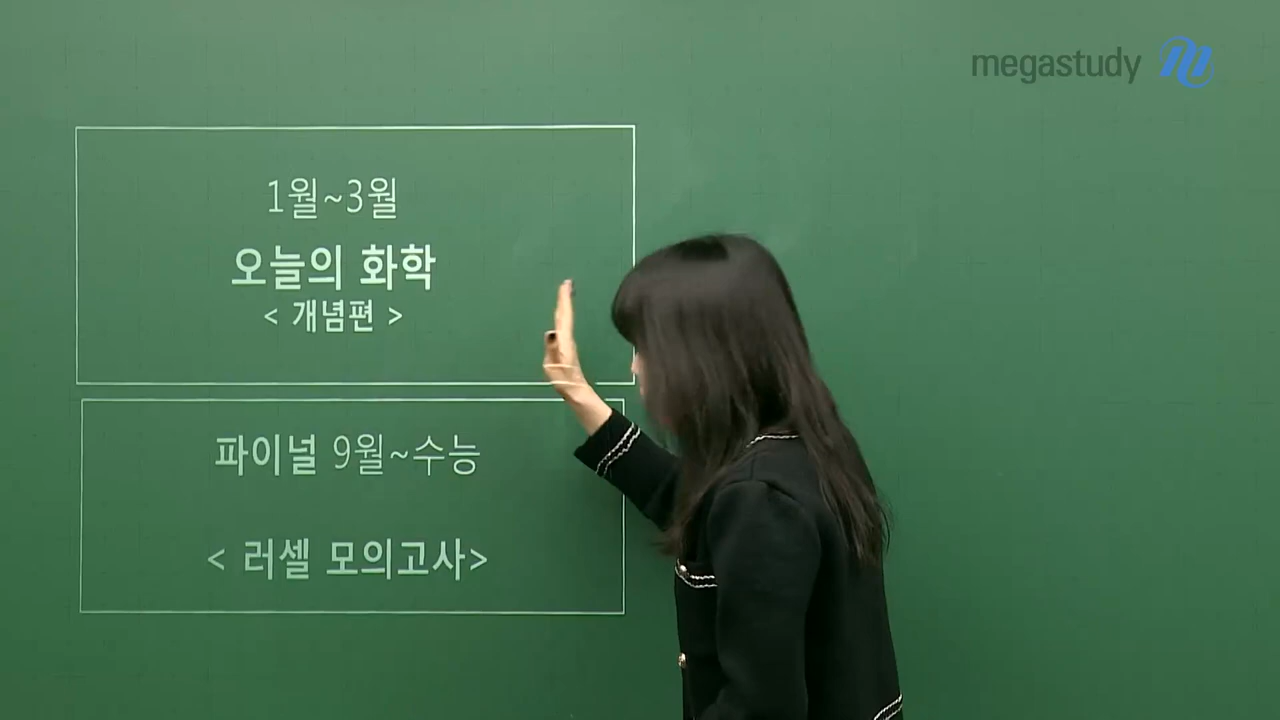 megastudy
1월~3월
오늘의 화학
< 개념편 >
파이널 9월~수능
< 러셀 모의고사>